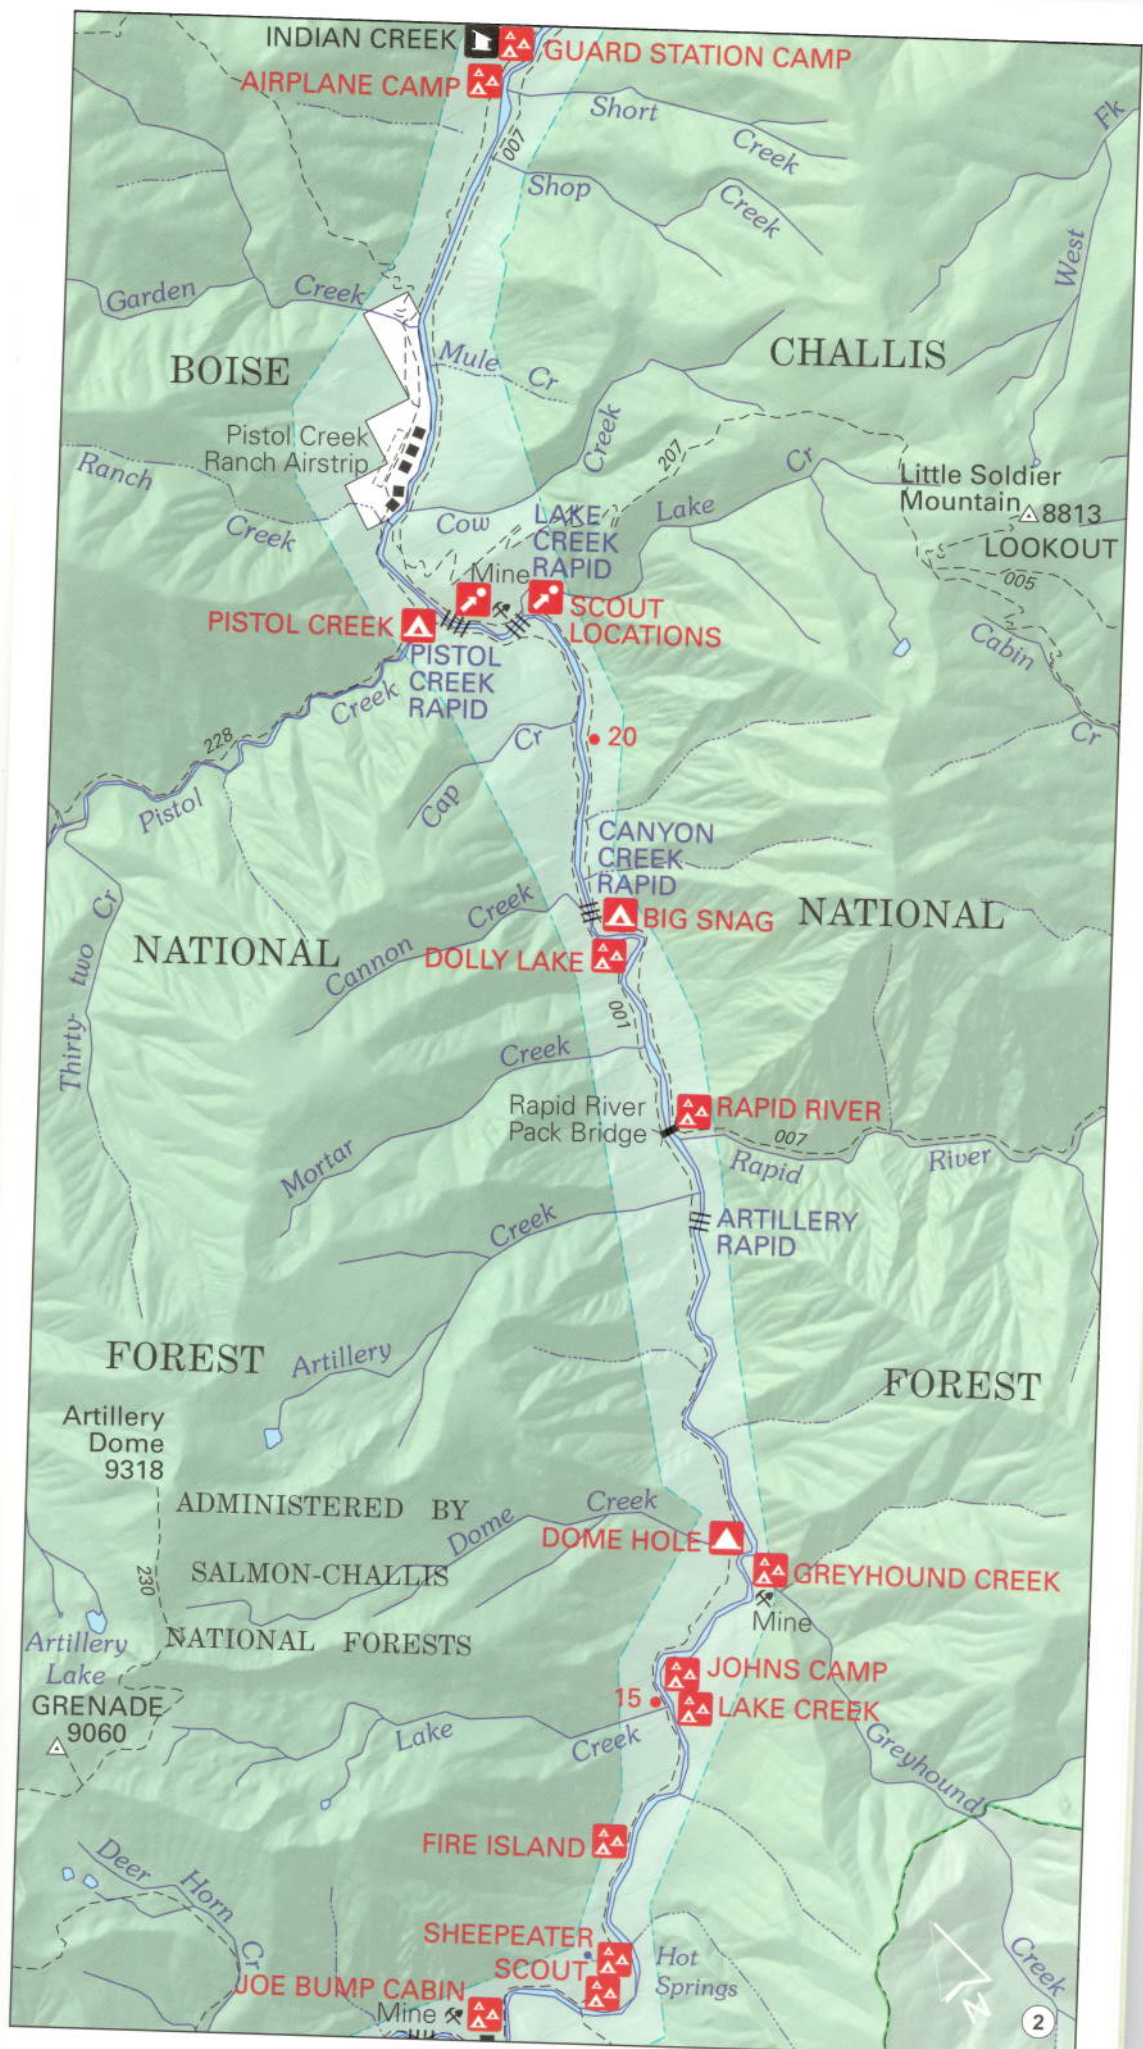 INDIAN CREEK
GUARD STATION CAMP
AIRPLANE CAMP
Short
Creek
Fk
007
Shop
Creek
West
Garden
Creek
BOISE
Mule
Cr
CHALLIS
Pistol Creek
Ranch Airstrip
Creek
207
Cr
Ranch
Creek
Cow
LAKE
CREEK
RAPID
Lake
Little Soldier
Mountain
8813
LOOKOUT
005
Mine
PISTOL CREEK
SCOUT
LOCATIONS
Cabin
Cr
PISTOL
CREEK
RAPID
Creek
228
Pistol
Cr
Cap
20
CANYON
CREEK
RAPID
Thirty-two Cr
NATIONAL
Cannon
Creek
BIG SNAG
NATIONAL
DOLLY LAKE
001
Creek
Mortar
Rapid River
Pack Bridge
RAPID RIVER
007
Rapid
River
Creek
ARTILLERY
RAPID
FOREST
Artillery
FOREST
Artillery
Dome
9318
ADMINISTERED BY
SALMON-CHALLIS
NATIONAL FORESTS
Dome
Creek
DOME HOLE
GREYHOUND CREEK
Mine
230
Artillery
Lake
GRENADE
9060
JOHNS CAMP
15
LAKE CREEK
Lake
Creek
Greyhound
Creek
FIRE ISLAND
Deer
Horn
Cr
SHEEPEATER
SCOUT
Hot
Springs
JOE BUMP CABIN
Mine
N
2